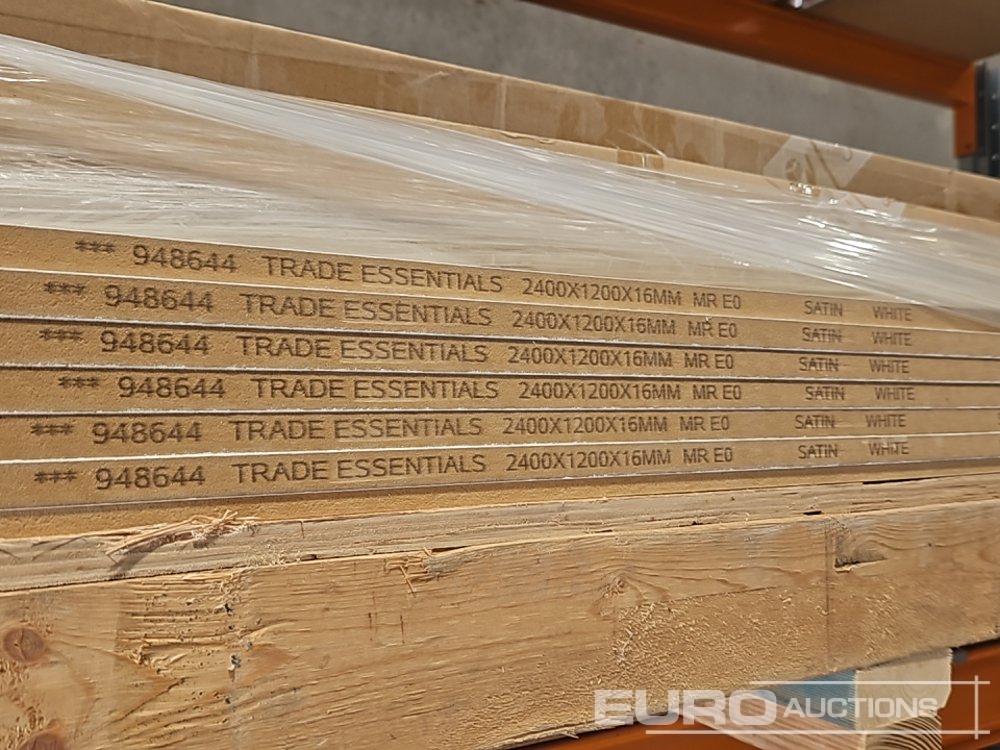 *** 948644 TRADE ESSENTIALS 2400X1200X16MM MR E0 SATIN WHITE
*** 948644 TRADE ESSENTIALS 2400X1200X16MM MR E0 SATIN WHITE
*** 948644 TRADE ESSENTIALS 2400X1200X16MM MR E0 SATIN WHITE
*** 948644 TRADE ESSENTIALS 2400X1200X16MM MR E0 SATIN WHITE
*** 948644 TRADE ESSENTIALS 2400X1200X16MM MR E0 SATIN WHITE
*** 948644 TRADE ESSENTIALS 2400X1200X16MM MR E0 SATIN WHITE
EURO AUCTIONS